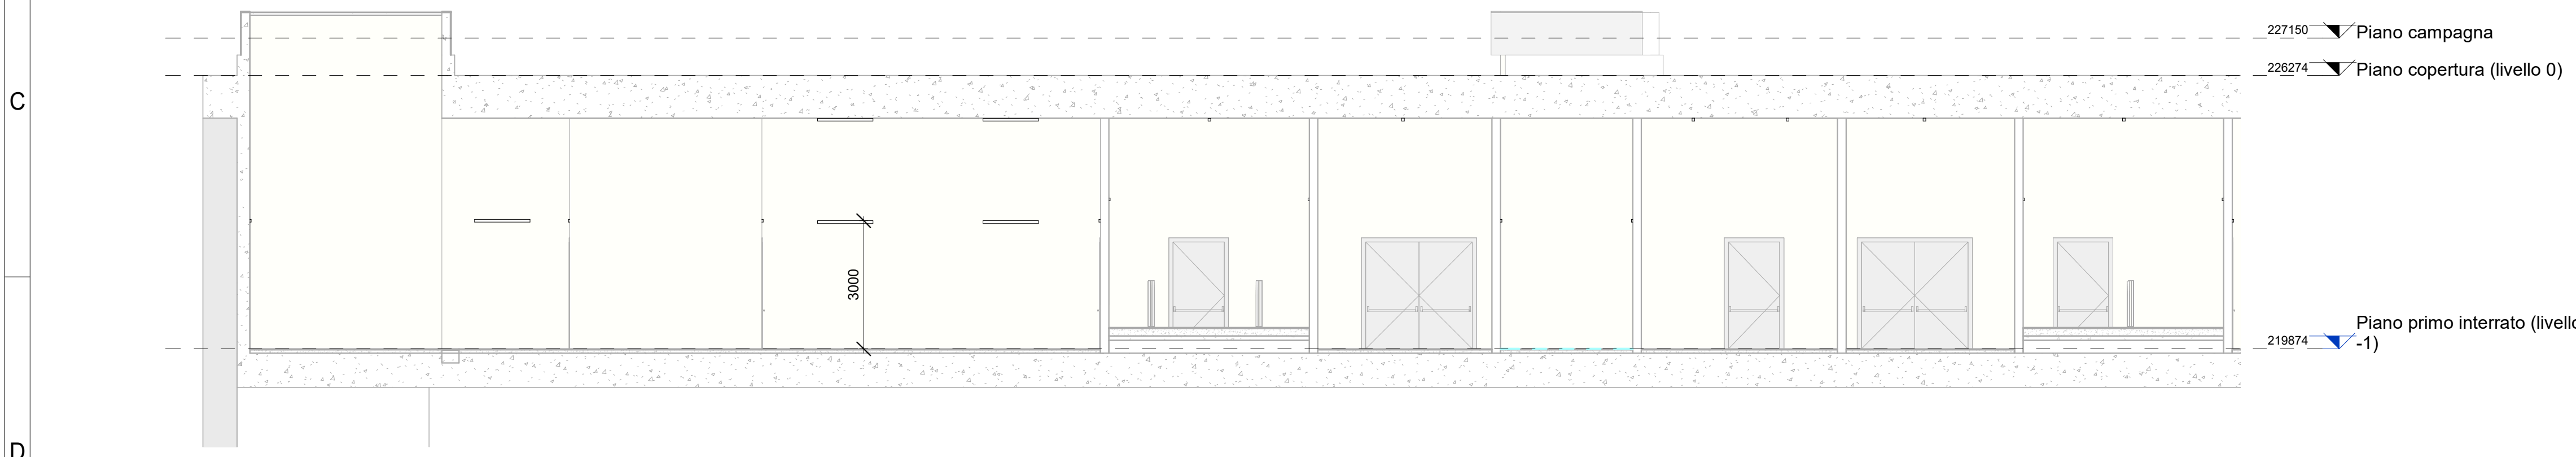 227150 Piano campagna
C
226274 Piano copertura (livello 0)
3000
Piano primo interrato (livello
219874 -1)
D